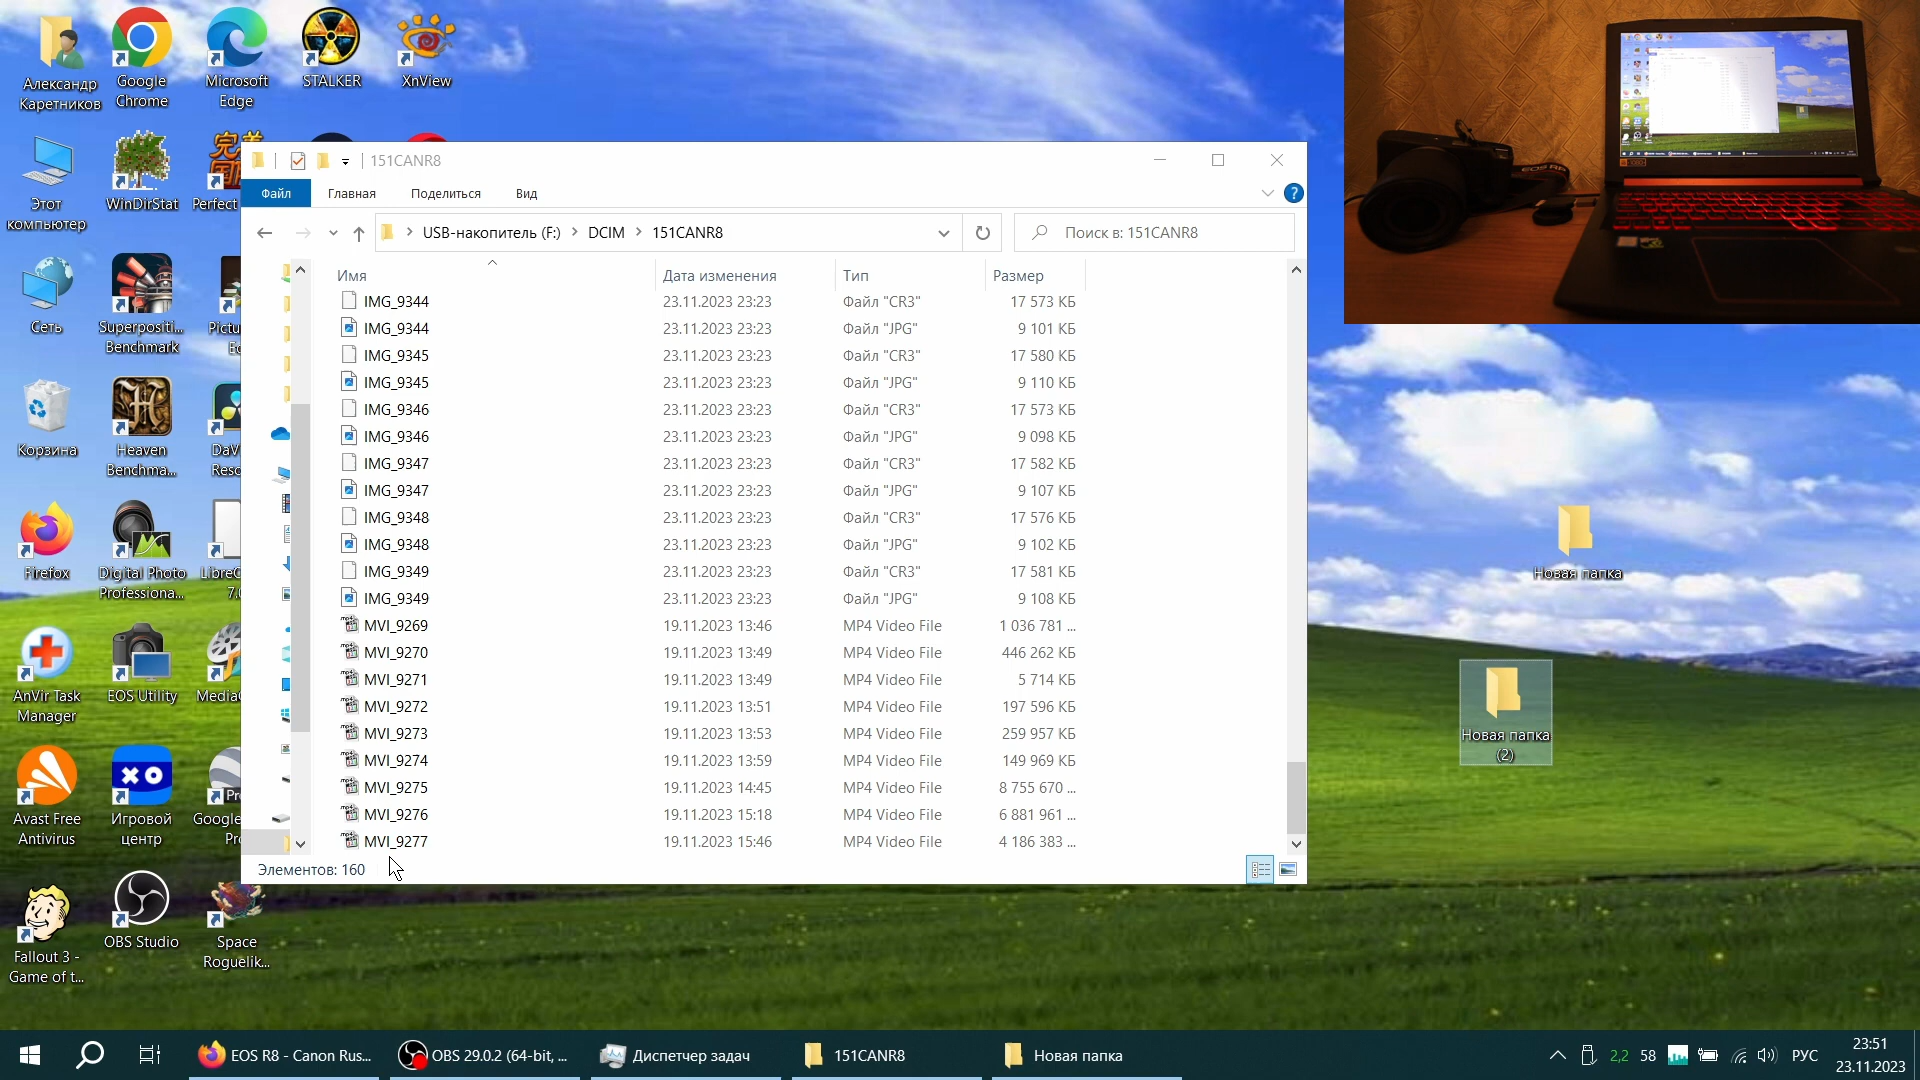 Александр
Каретников
Google
Chrome
Microsoft
Edge
STALKER
XnView
Этот
компьютер
WinDirStat
Perfect
Сеть
Superpositi...
Benchmark
Корзина
Heaven
Benchma...
Firefox
Digital Photo
Professiona...
AnVir Task
Manager
EOS Utility
Avast Free
Antivirus
Игровой
центр
Fallout 3 -
Game of t...
OBS Studio
Space
Roguelik...
151CANR8
Файл
Главная
Поделиться
Вид
USB-накопитель (F:)
DCIM
151CANR8
Поиск в: 151CANR8
Имя Дата изменения Тип Размер
IMG_9344 23.11.2023 23:23 Файл "CR3" 17 573 КБ
IMG_9344 23.11.2023 23:23 Файл "JPG" 9 101 КБ
IMG_9345 23.11.2023 23:23 Файл "CR3" 17 580 КБ
IMG_9345 23.11.2023 23:23 Файл "JPG" 9 110 КБ
IMG_9346 23.11.2023 23:23 Файл "CR3" 17 573 КБ
IMG_9346 23.11.2023 23:23 Файл "JPG" 9 098 КБ
IMG_9347 23.11.2023 23:23 Файл "CR3" 17 582 КБ
IMG_9347 23.11.2023 23:23 Файл "JPG" 9 107 КБ
IMG_9348 23.11.2023 23:23 Файл "CR3" 17 576 КБ
IMG_9348 23.11.2023 23:23 Файл "JPG" 9 102 КБ
IMG_9349 23.11.2023 23:23 Файл "CR3" 17 581 КБ
IMG_9349 23.11.2023 23:23 Файл "JPG" 9 108 КБ
MVI_9269 19.11.2023 13:46 MP4 Video File 1 036 781 ...
MVI_9270 19.11.2023 13:49 MP4 Video File 446 262 КБ
MVI_9271 19.11.2023 13:49 MP4 Video File 5 714 КБ
MVI_9272 19.11.2023 13:51 MP4 Video File 197 596 КБ
MVI_9273 19.11.2023 13:53 MP4 Video File 259 957 КБ
MVI_9274 19.11.2023 13:59 MP4 Video File 149 969 КБ
MVI_9275 19.11.2023 14:45 MP4 Video File 8 755 670 ...
MVI_9276 19.11.2023 15:18 MP4 Video File 6 881 961 ...
MVI_9277 19.11.2023 15:46 MP4 Video File 4 186 383 ...
Элементов: 160
Новая папка
Новая папка
(2)
EOS R8 - Canon Rus...
OBS 29.0.2 (64-bit, ...
Диспетчер задач
151CANR8
Новая папка
2,2
58
РУС
23:51
23.11.2023